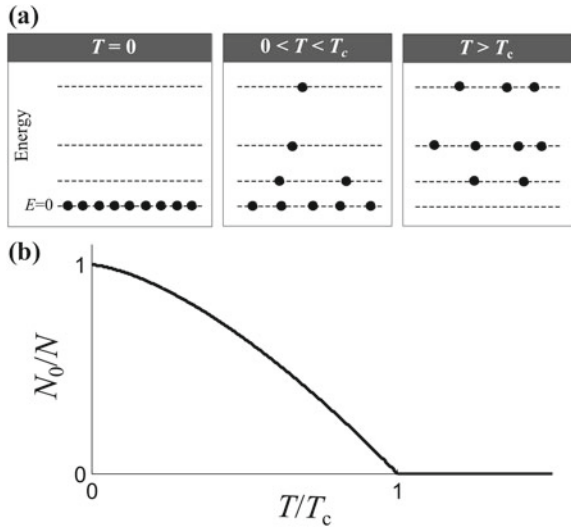 (a)
T = 0
0 < T < Tc
T > Tc
Energy
E=0
(b)
1
N0/N
0
0
1
T/Tc